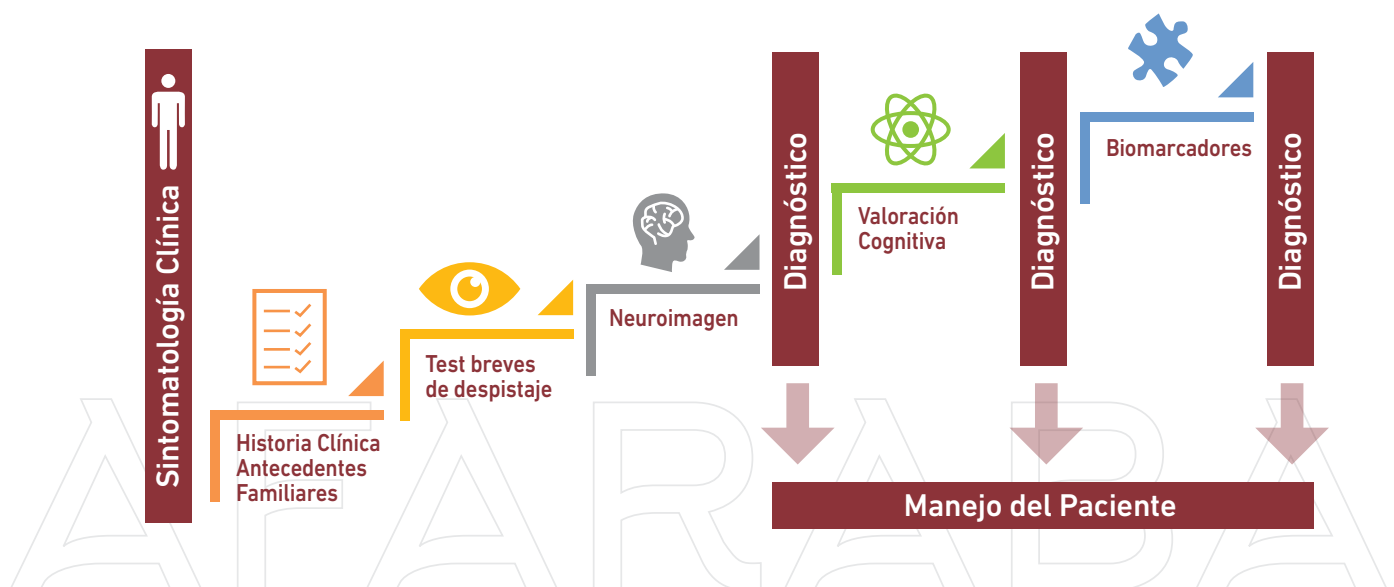 Sintomatología Clínica
Historia Clínica
Antecedentes
Familiares
Test breves
de despistaje
Neuroimagen
Diagnóstico
Valoración
Cognitiva
Diagnóstico
Biomarcadores
Diagnóstico
Manejo del Paciente
AFARABA